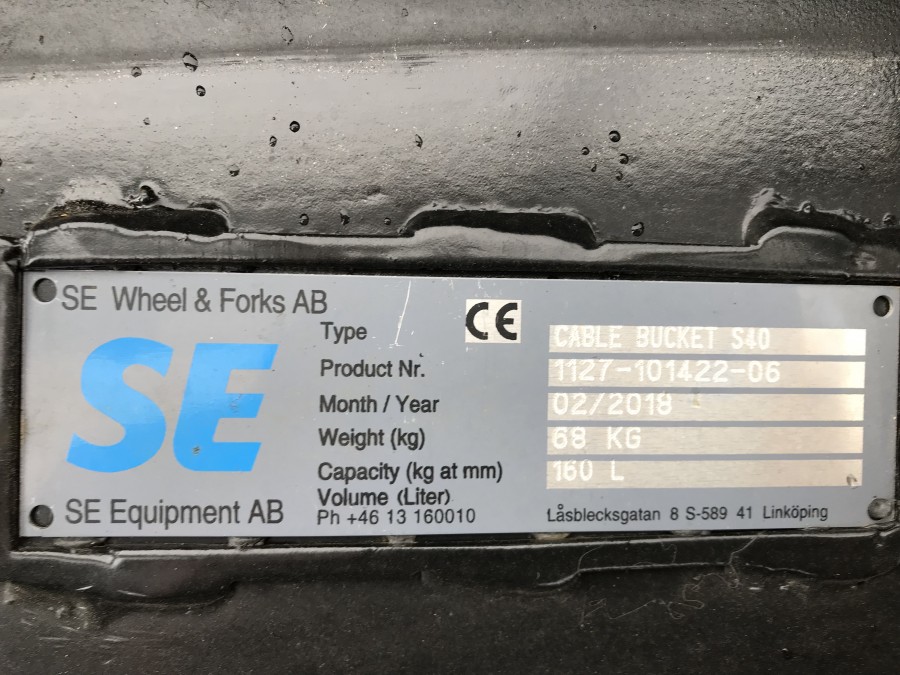 SE Wheel & Forks AB
CE
SE
Type CABLE BUCKET S40
Product Nr. 1127-101422-06
Month / Year 02/2018
Weight (kg) 68 KG
Capacity (kg at mm) 160 L
Volume (Liter)
SE Equipment AB
Ph +46 13 160010
Låsblecksgatan 8 S-589 41 Linköping